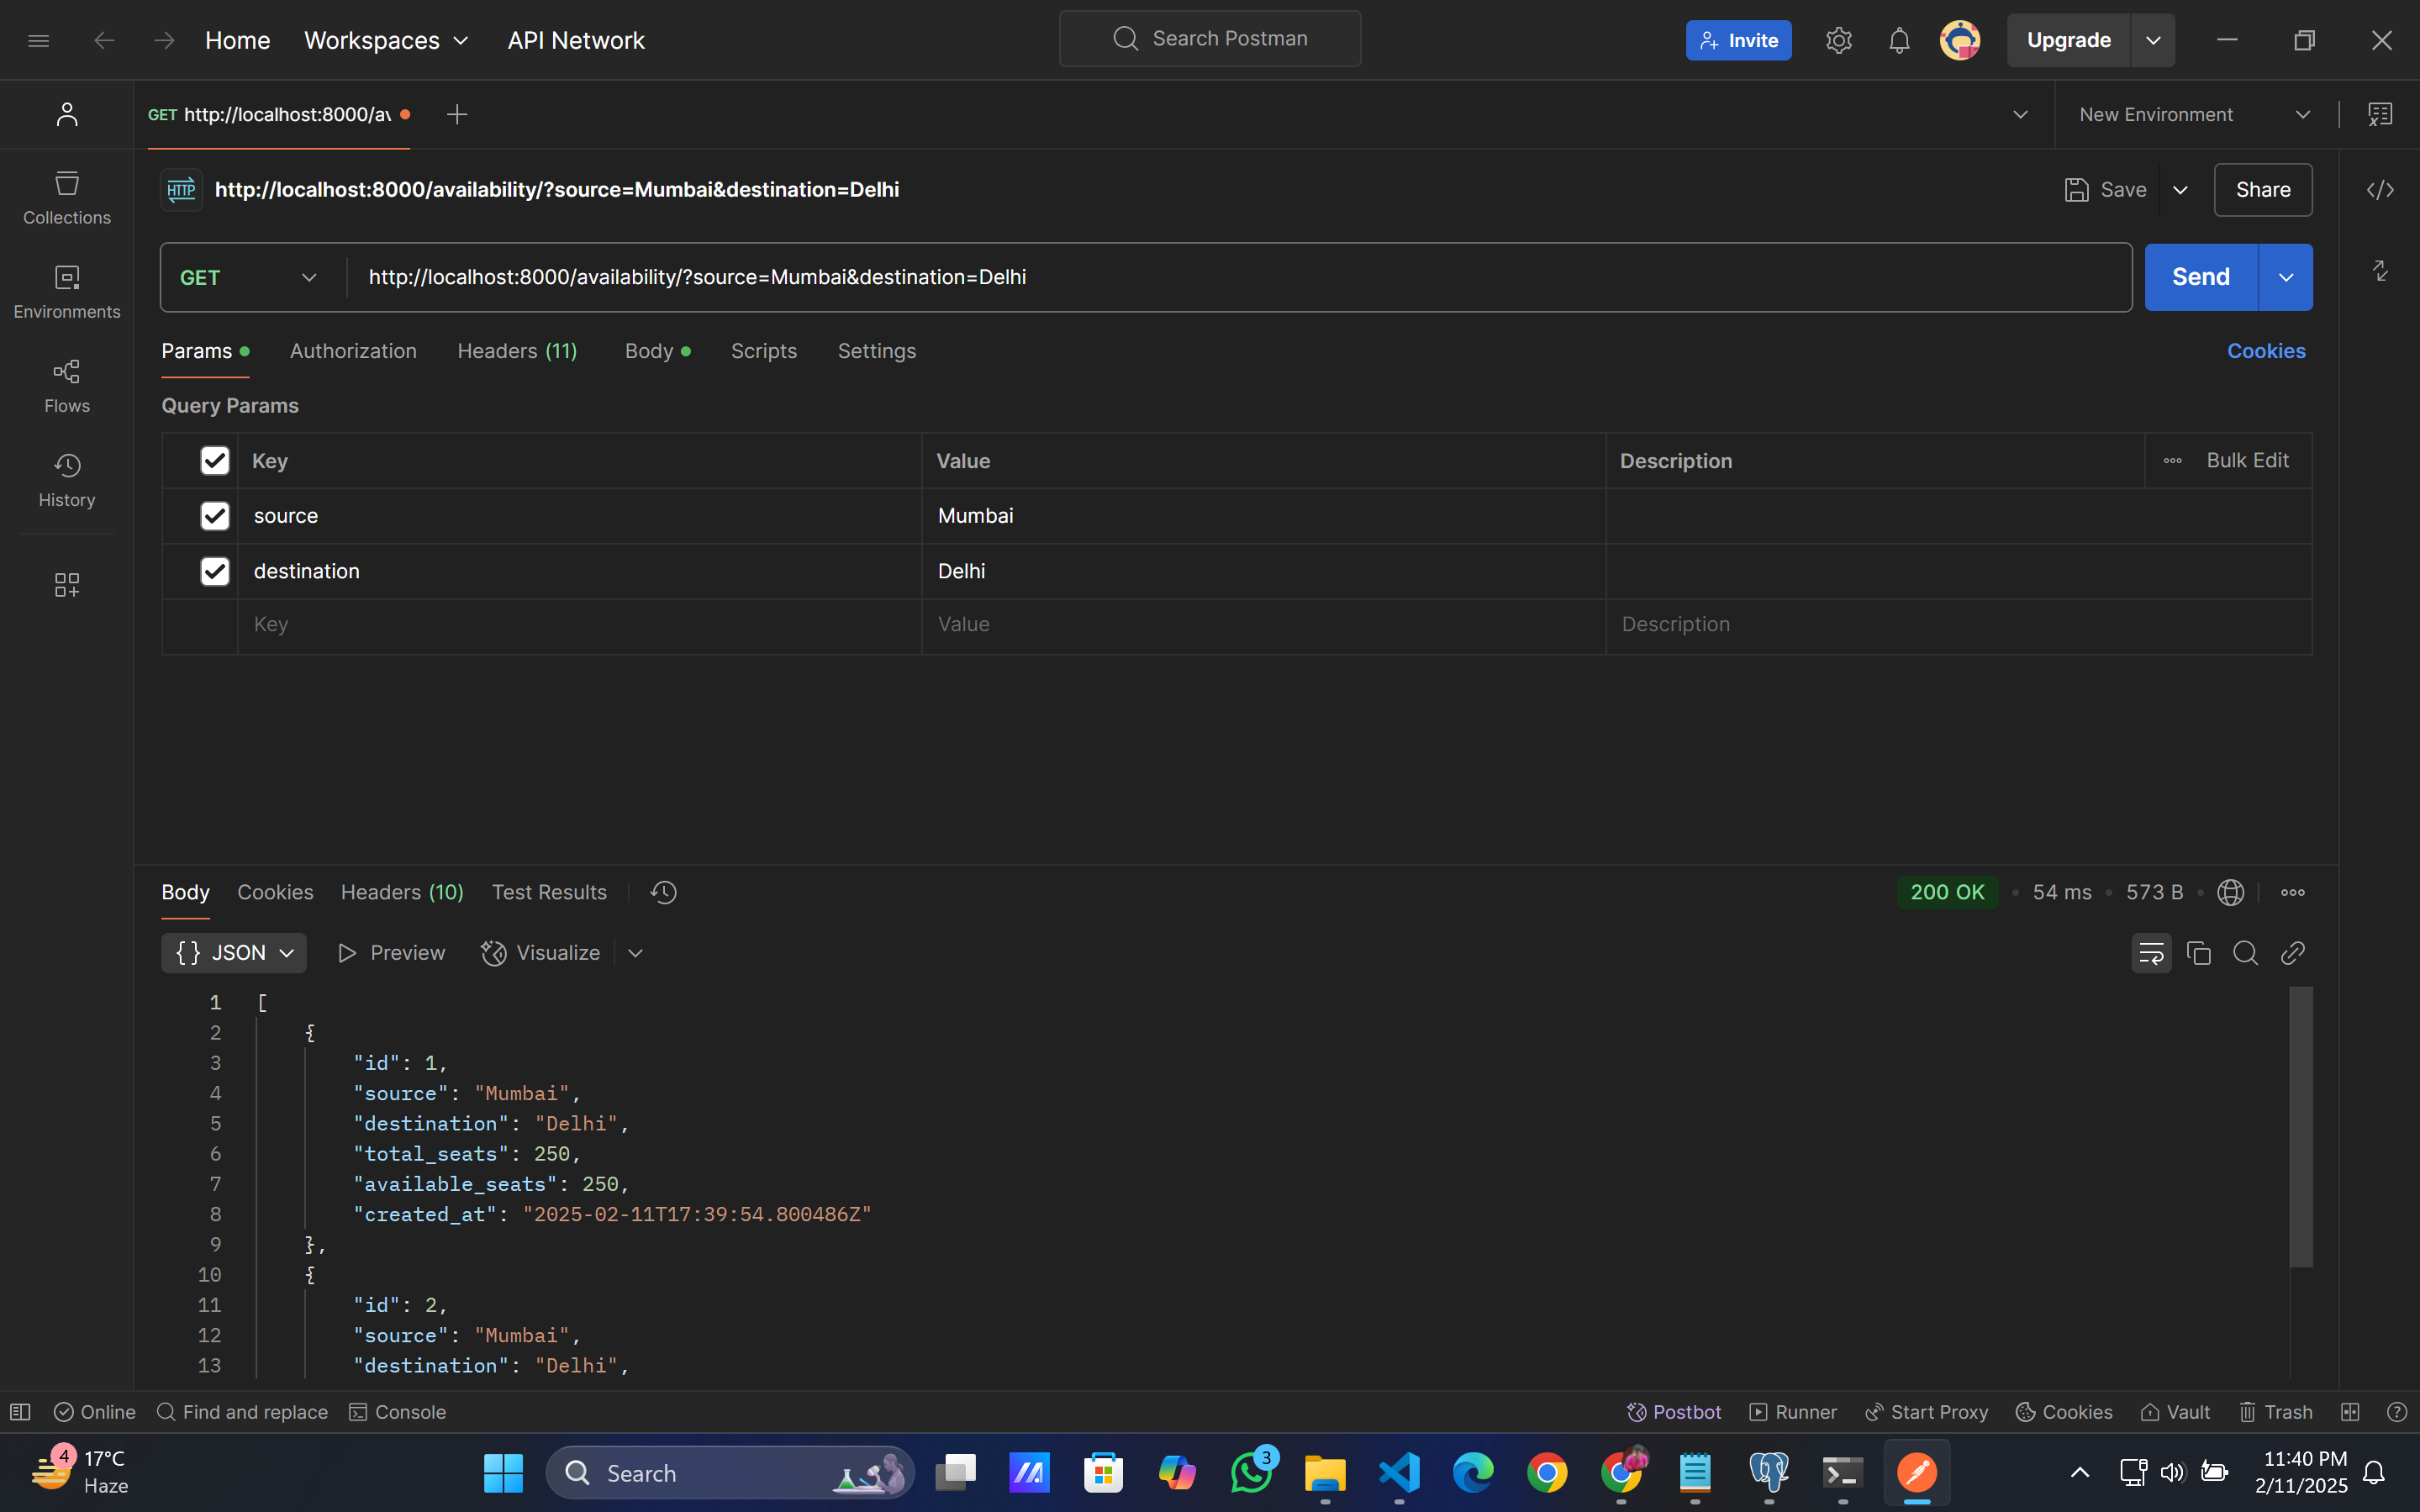 Home Workspaces API Network Search Postman Invite Upgrade
GET http://localhost:8000/av New Environment
HTTP http://localhost:8000/availability/?source=Mumbai&destination=Delhi Save Share
Collections
GET http://localhost:8000/availability/?source=Mumbai&destination=Delhi Send
Environments
Params Authorization Headers (11) Body Scripts Settings Cookies
Flows
Query Params
Key Value Description Bulk Edit
History
source Mumbai
destination Delhi
Key Value Description
Body Cookies Headers (10) Test Results 200 OK 54 ms 573 B
{} JSON Preview Visualize
1 [
2 {
3 "id": 1,
4 "source": "Mumbai",
5 "destination": "Delhi",
6 "total_seats": 250,
7 "available_seats": 250,
8 "created_at": "2025-02-11T17:39:54.800486Z"
9 },
10 {
11 "id": 2,
12 "source": "Mumbai",
13 "destination": "Delhi",
Online Find and replace Console Postbot Runner Start Proxy Cookies Vault Trash
4 17°C
Haze
Search
3
11:40 PM
2/11/2025